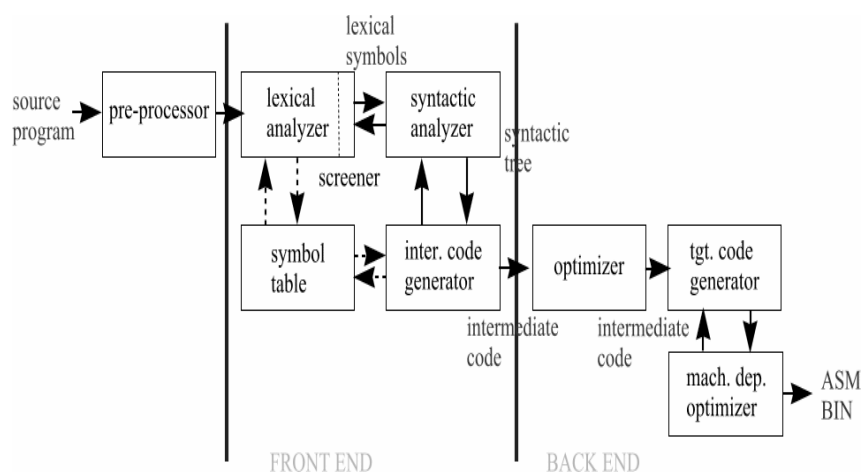 lexical
symbols
source
program
pre-processor
lexical
analyzer
syntactic
analyzer
syntactic
tree
screener
symbol
table
inter. code
generator
optimizer
tgt. code
generator
intermediate
code
intermediate
code
mach. dep.
optimizer
ASM
BIN
FRONT END
BACK END